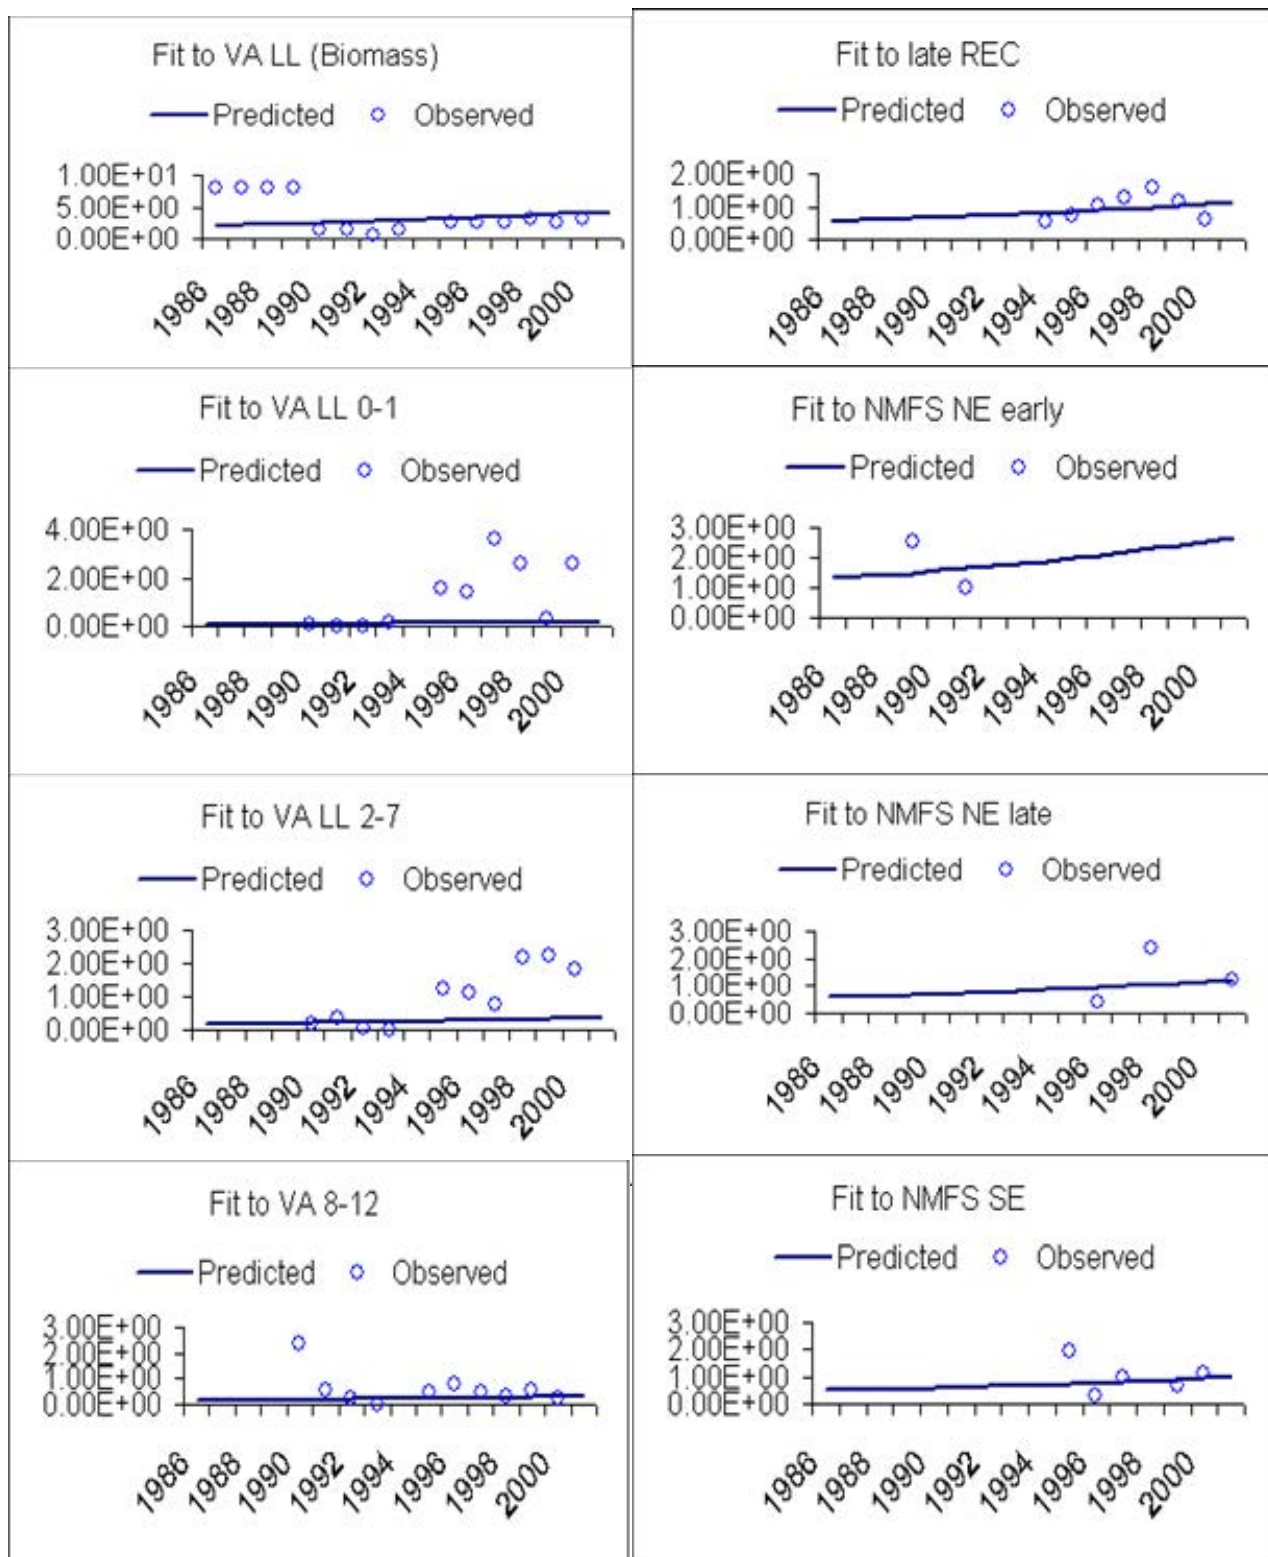 Fit to VA LL (Biomass)
Predicted Observed
1.00E+01
5.00E+00
0.00E+00
1986 1988 1990 1992 1994 1996 1998 2000
Fit to late REC
Predicted Observed
2.00E+00
1.00E+00
0.00E+00
1986 1988 1990 1992 1994 1996 1998 2000
Fit to VA LL 0-1
Predicted Observed
4.00E+00
2.00E+00
0.00E+00
1986 1988 1990 1992 1994 1996 1998 2000
Fit to NMFS NE early
Predicted Observed
3.00E+00
2.00E+00
1.00E+00
0.00E+00
1986 1988 1990 1992 1994 1996 1998 2000
Fit to VA LL 2-7
Predicted Observed
3.00E+00
2.00E+00
1.00E+00
0.00E+00
1986 1988 1990 1992 1994 1996 1998 2000
Fit to NMFS NE late
Predicted Observed
3.00E+00
2.00E+00
1.00E+00
0.00E+00
1986 1988 1990 1992 1994 1996 1998 2000
Fit to VA 8-12
Predicted Observed
3.00E+00
2.00E+00
1.00E+00
0.00E+00
1986 1988 1990 1992 1994 1996 1998 2000
Fit to NMFS SE
Predicted Observed
3.00E+00
2.00E+00
1.00E+00
0.00E+00
1986 1988 1990 1992 1994 1996 1998 2000